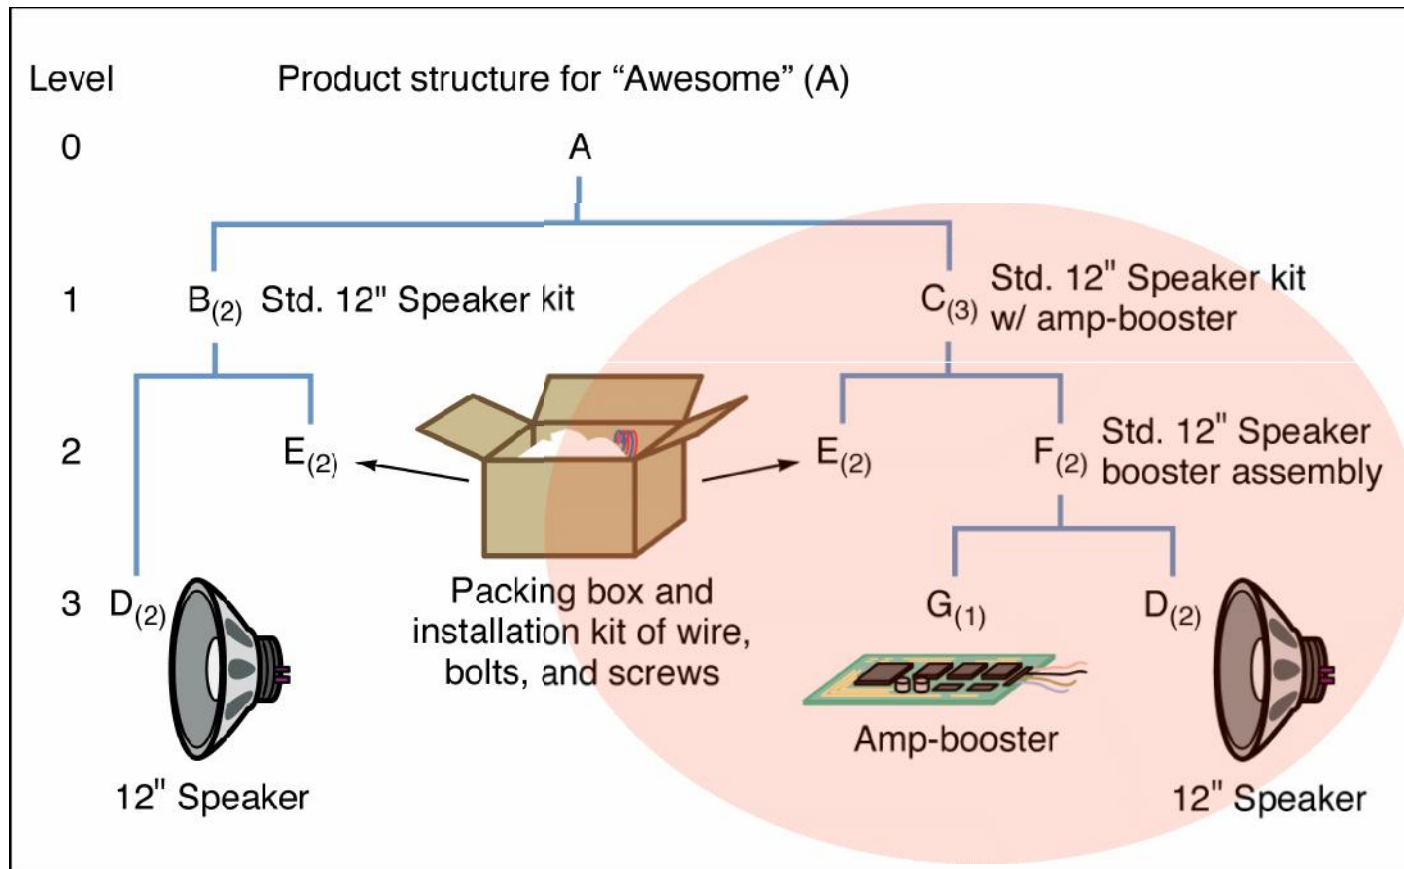 Level Product structure for “Awesome” (A)
0 A
1 B(2) Std. 12" Speaker kit C(3) Std. 12" Speaker kit
w/ amp-booster
2 E(2) E(2) F(2) Std. 12" Speaker
booster assembly
3 D(2) Packing box and
installation kit of wire,
bolts, and screws
G(1) D(2)
Amp-booster
12" Speaker 12" Speaker